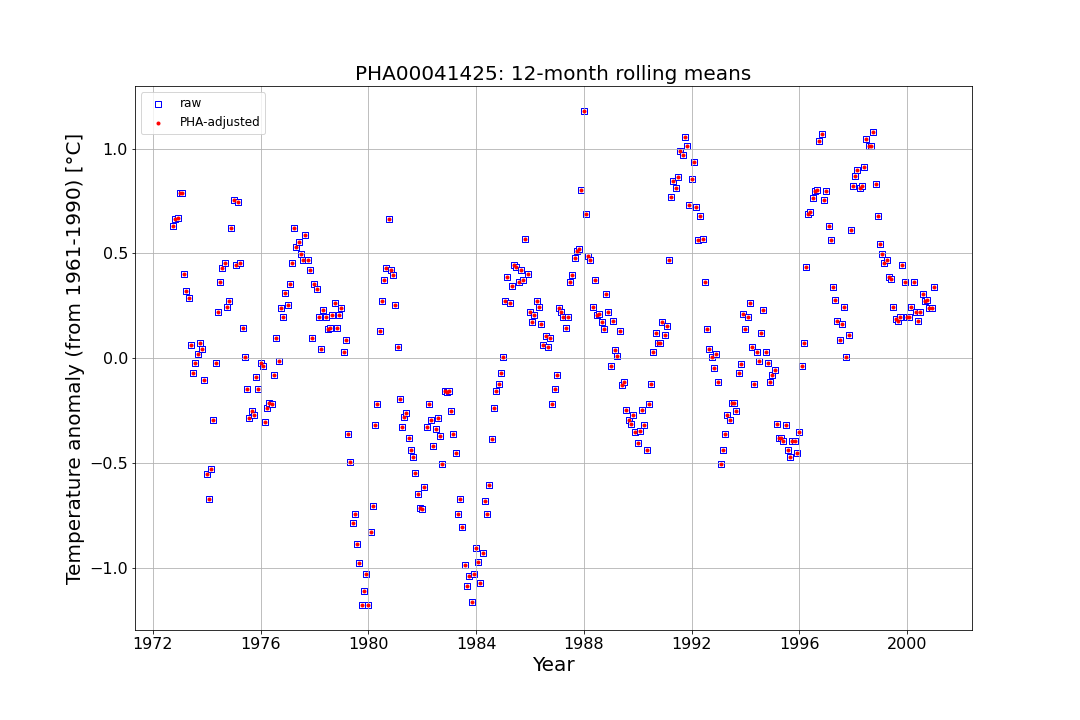 PHA00041425: 12-month rolling means
raw
PHA-adjusted
Temperature anomaly (from 1961-1990) [°C]
1.0
0.5
0.0
−0.5
−1.0
1972 1976 1980 1984 1988 1992 1996 2000
Year